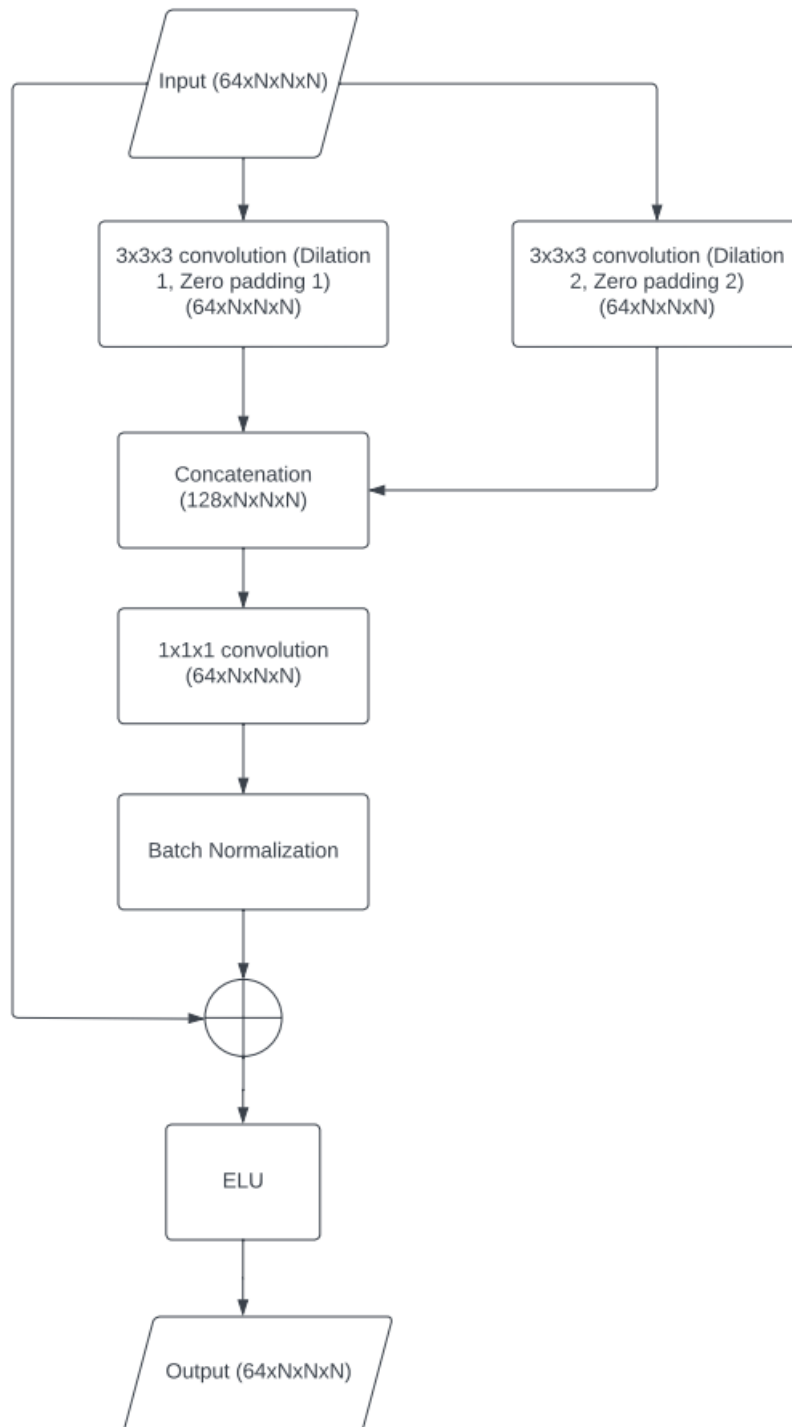 Input (64xNxNxN)
3x3x3 convolution (Dilation
1, Zero padding 1)
(64xNxNxN)
3x3x3 convolution (Dilation
2, Zero padding 2)
(64xNxNxN)
Concatenation
(128xNxNxN)
1x1x1 convolution
(64xNxNxN)
Batch Normalization
ELU
Output (64xNxNxN)